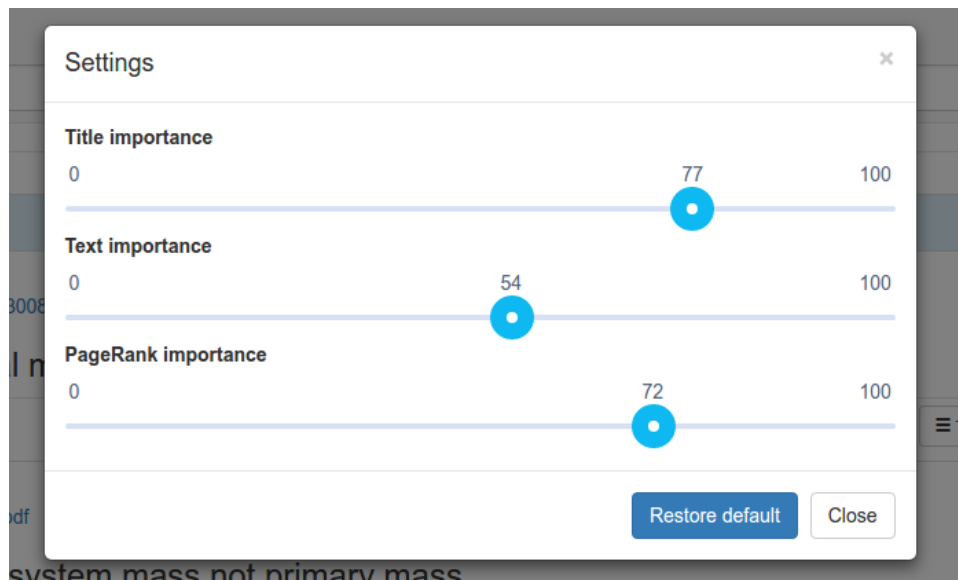 Settings
×
Title importance
0 77 100
Text importance
0 54 100
3008
PageRank importance
0 72 100
Restore default Close
system mass not primary mass